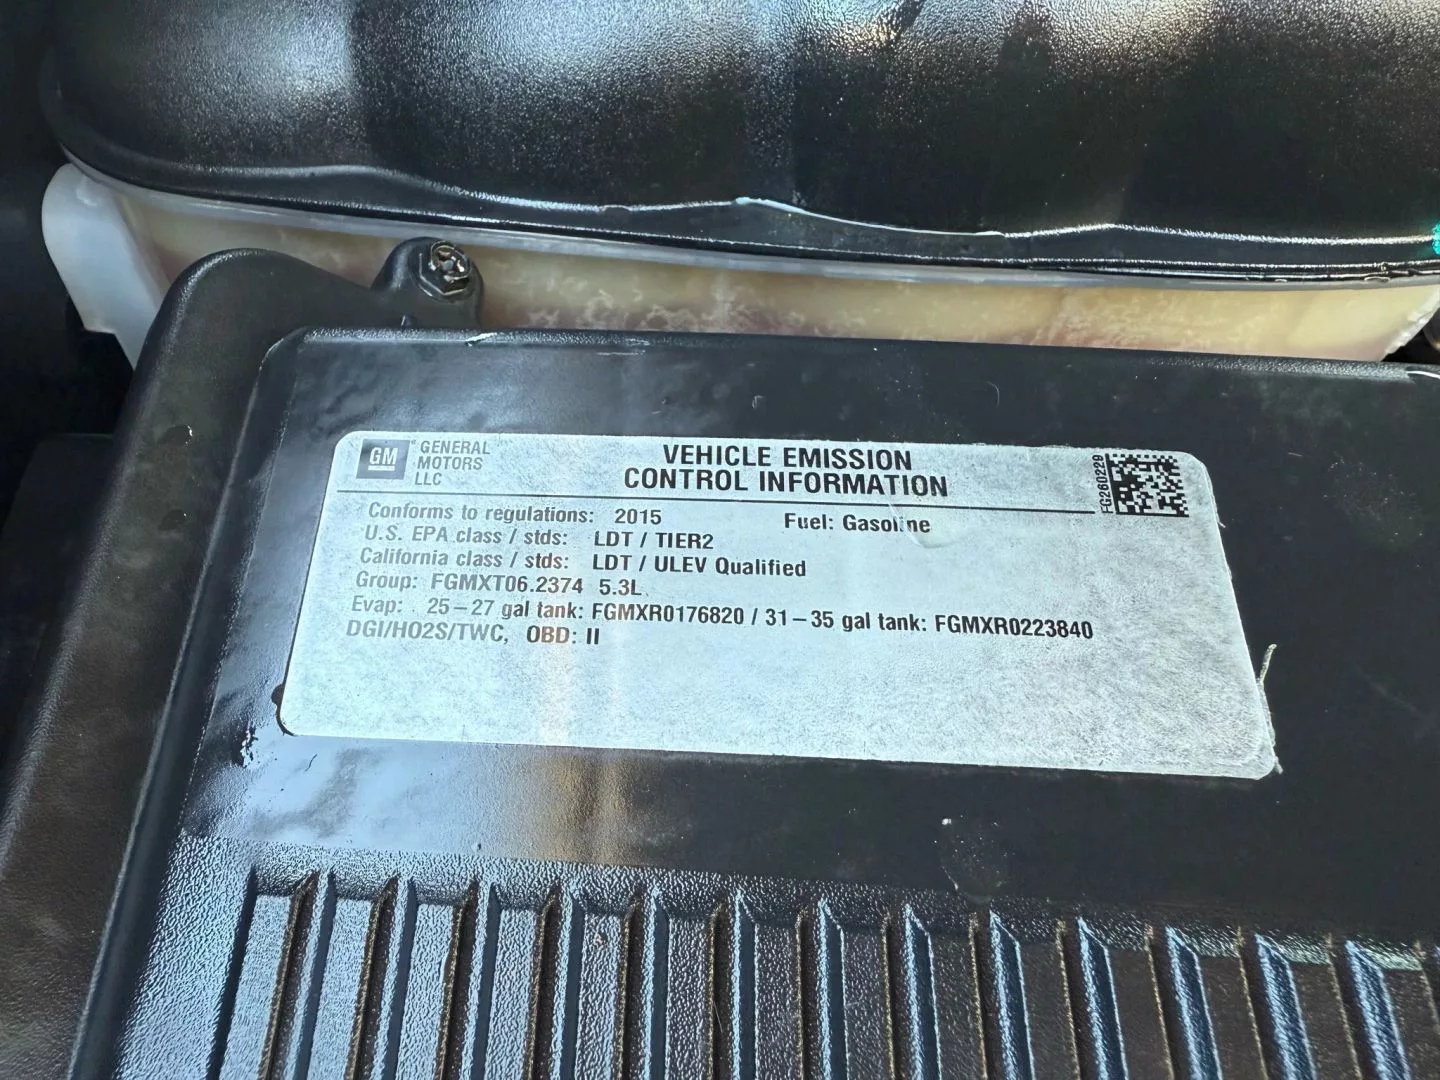 GM GENERAL MOTORS LLC
VEHICLE EMISSION
CONTROL INFORMATION
FG260229
Conforms to regulations: 2015 Fuel: Gasoline
U.S. EPA class / stds: LDT / TIER2
California class / stds: LDT / ULEV Qualified
Group: FGMXT06.2374 5.3L
Evap: 25-27 gal tank: FGMXR0176820 / 31-35 gal tank: FGMXR0223840
DGI/HO2S/TWC, OBD: II